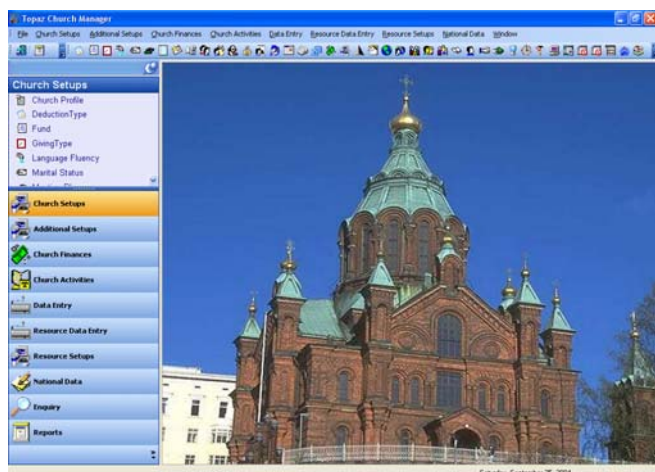 Topaz Church Manager
File Church Setups Additional Setups Church Finances Church Activities Data Entry Resource Data Entry Resource Setups National Data Window
Church Setups
Church Profile
DeductionType
Fund
GivingType
Language Fluency
Marital Status
Church Setups
Additional Setups
Church Finances
Church Activities
Data Entry
Resource Data Entry
Resource Setups
National Data
Enquiry
Reports